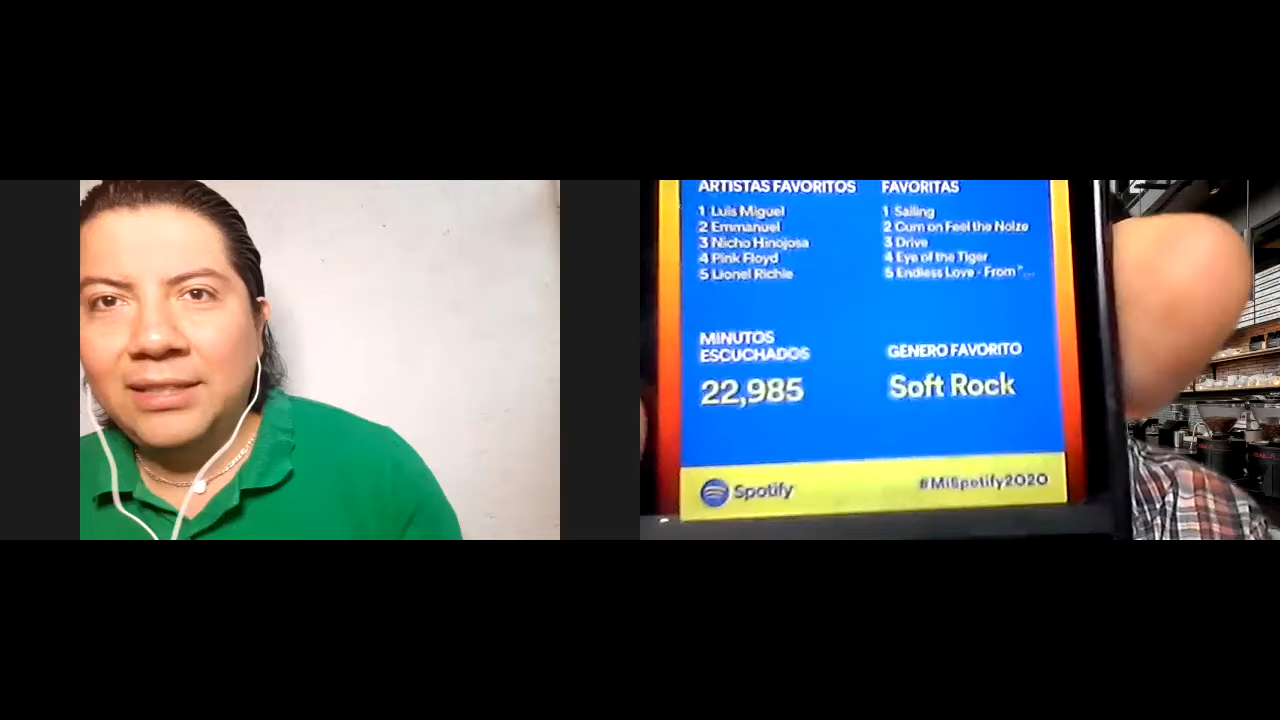 ARTISTAS FAVORITOS
1 Luis Miguel
2 Emmanuel
3 Nicho Hinojosa
4 Pink Floyd
5 Lionel Richie
FAVORITAS
1 Sailing
2 Cum on Feel the Noize
3 Drive
4 Eye of the Tiger
5 Endless Love - From "...
MINUTOS
ESCUCHADOS
22,985
GÉNERO FAVORITO
Soft Rock
Spotify
#MiSpotify2020